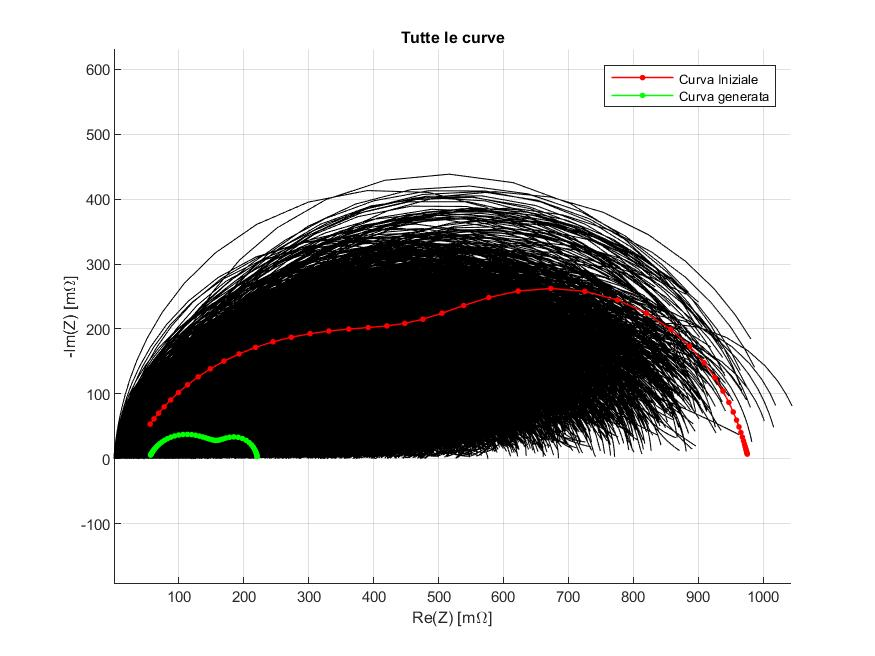 Tutte le curve
600
500
400
300
200
100
0
-100
-Im(Z) [mΩ]
Curva Iniziale
Curva generata
100 200 300 400 500 600 700 800 900 1000
Re(Z) [mΩ]